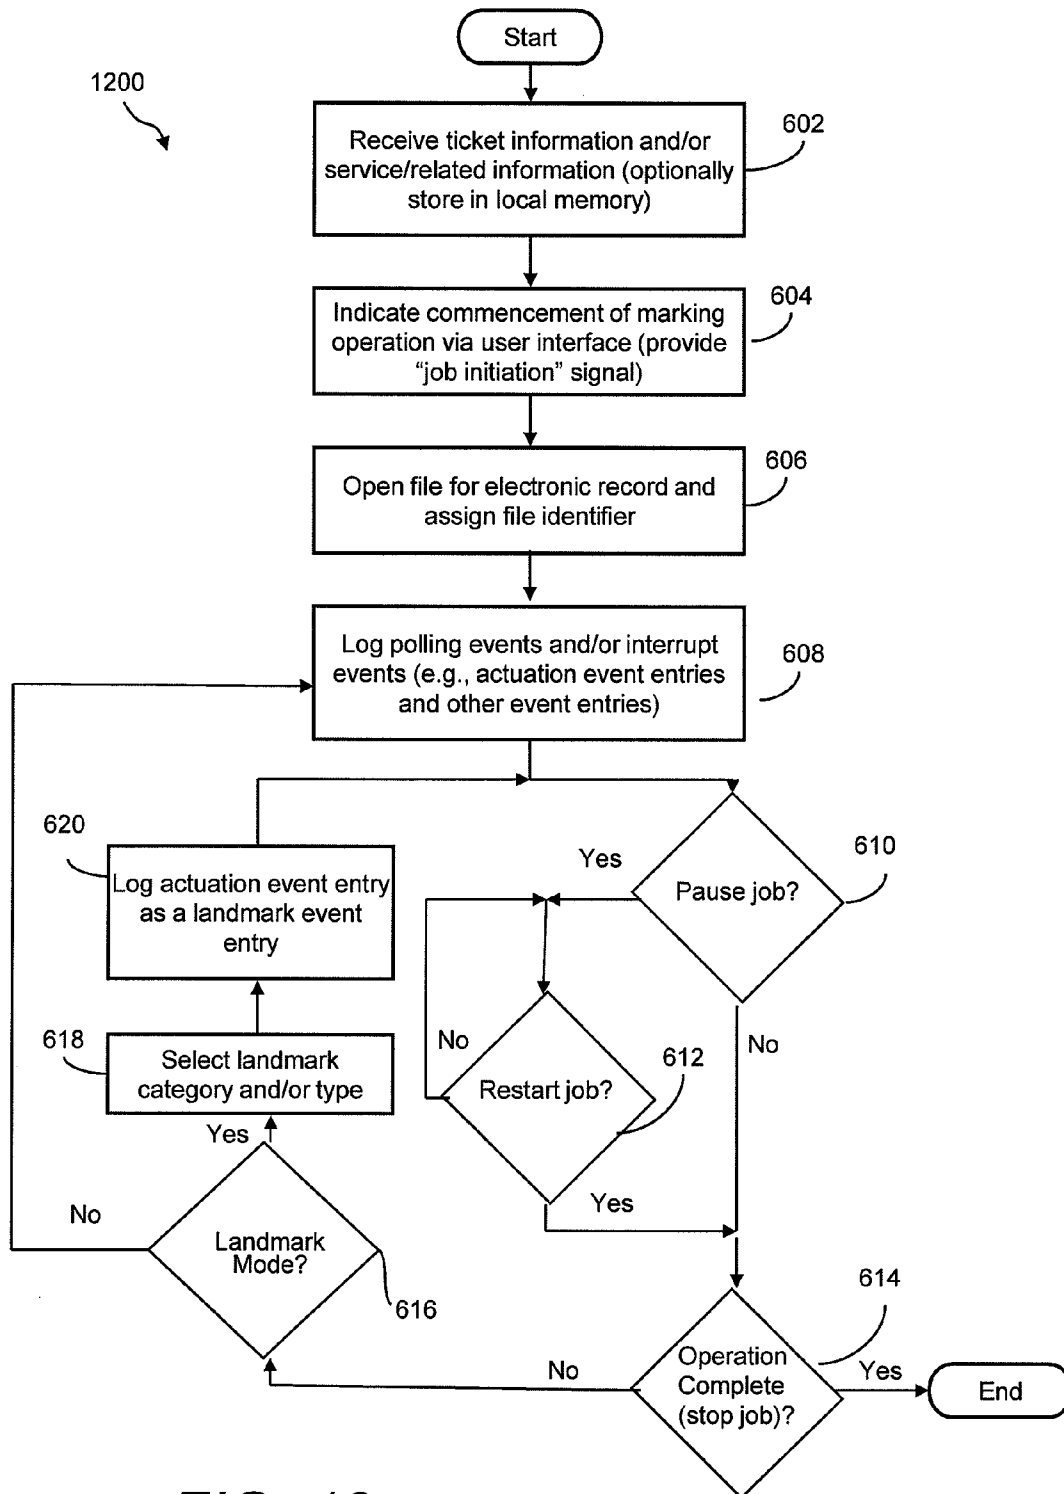 Start
1200
602
Receive ticket information and/or
service/related information (optionally
store in local memory)
604
Indicate commencement of marking
operation via user interface (provide
“job initiation” signal)
606
Open file for electronic record and
assign file identifier
608
Log polling events and/or interrupt
events (e.g., actuation event entries
and other event entries)
620
Log actuation event entry
as a landmark event
entry
Yes
610
Pause job?
618
Select landmark
category and/or type
No
Restart job?
612
No
Yes
Yes
No
Landmark
Mode?
616
614
No
Operation
Complete
(stop job)?
Yes
End